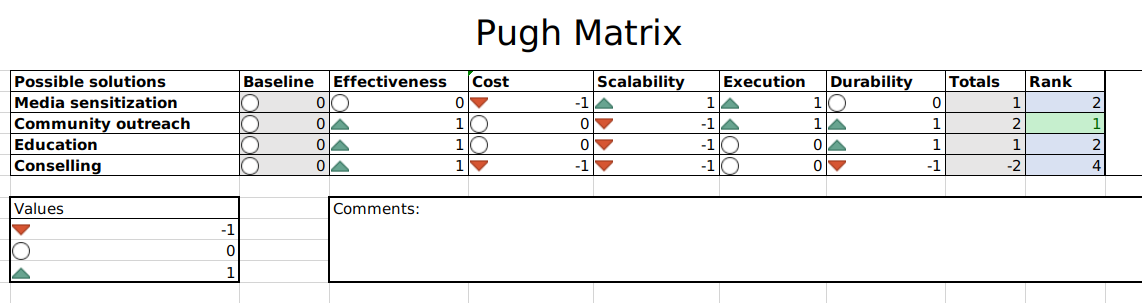 Pugh Matrix
Possible solutions Baseline Effectiveness Cost Scalability Execution Durability Totals Rank
Media sensitization 0 0 -1 1 1 0 1 2
Community outreach 0 1 0 -1 1 1 2 1
Education 0 1 0 -1 0 1 1 2
Conselling 0 1 -1 -1 0 -1 -2 4
Values Comments:
-1
0
1